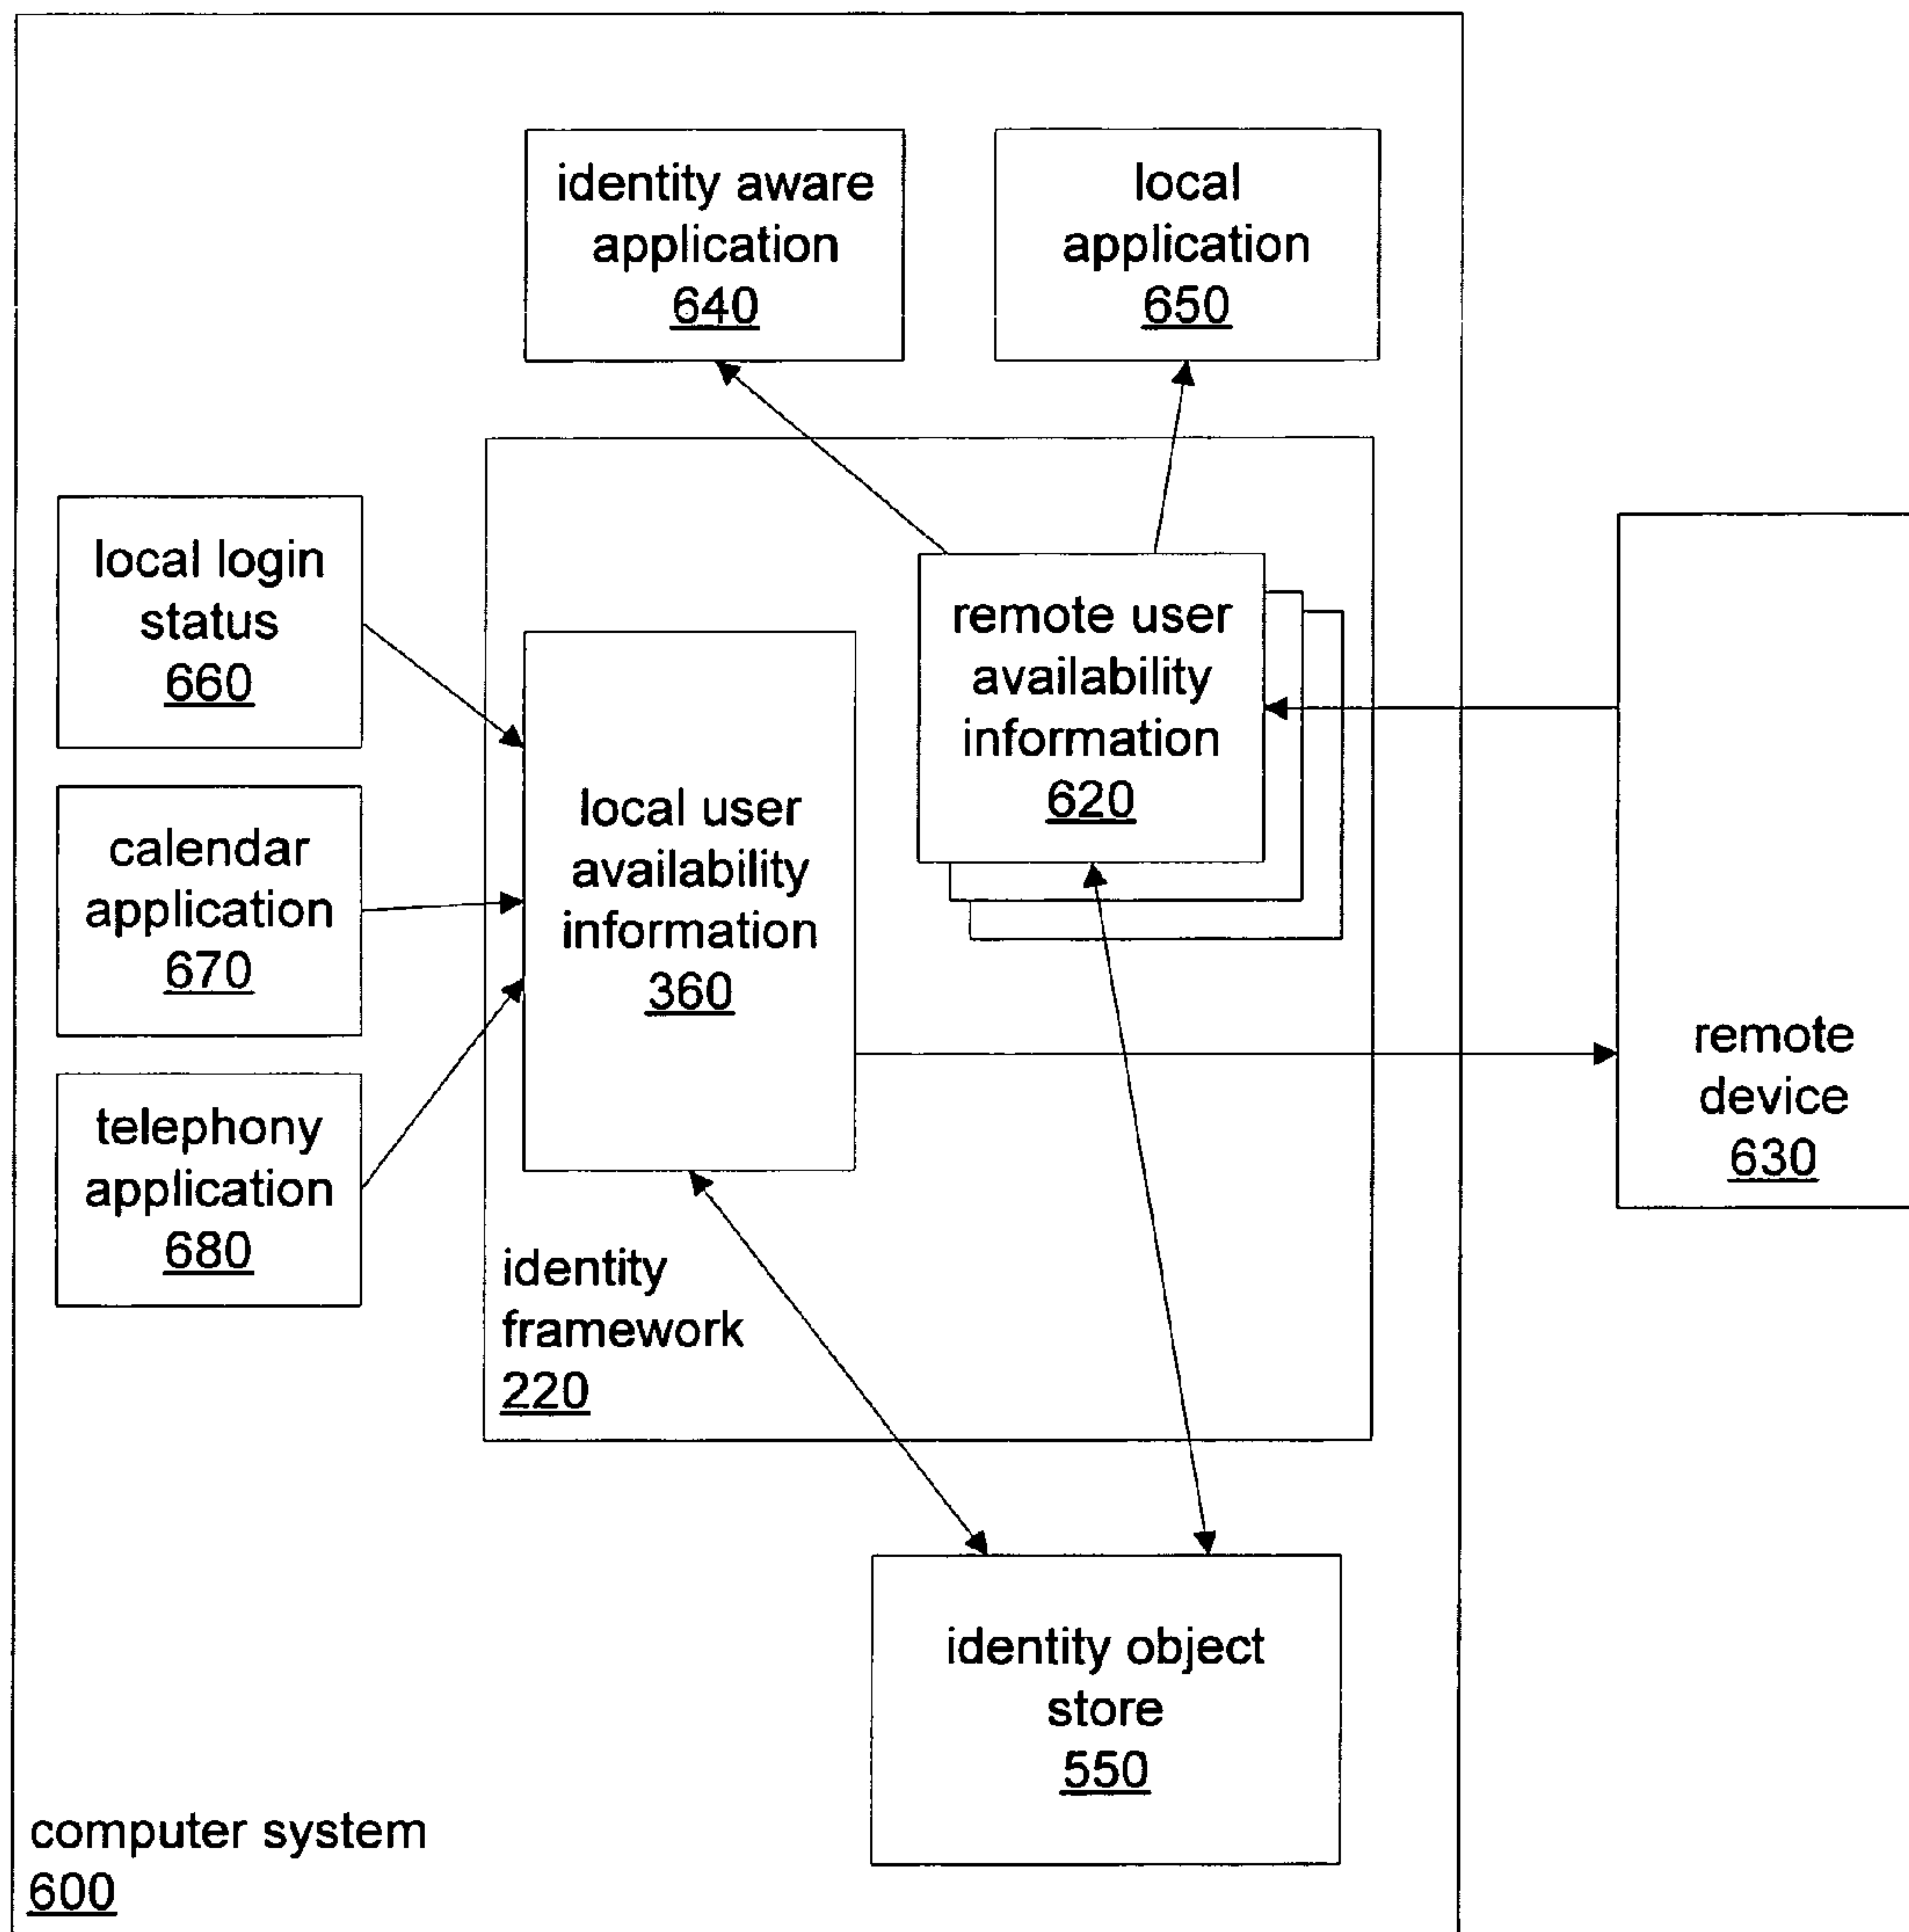 identity aware
application
640
local
application
650
local login
status
660
remote user
availability
information
620
local user
availability
information
360
calendar
application
670
telephony
application
680
remote
device
630
identity
framework
220
identity object
store
550
computer system
600